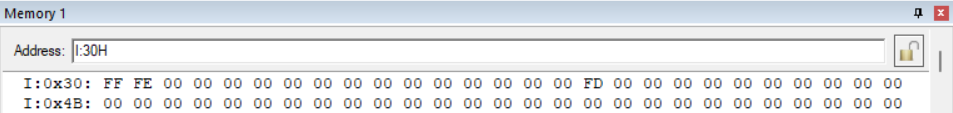 Memory 1
Address: I:30H
I:0x30: FF FE 00 00 00 00 00 00 00 00 00 00 00 00 00 00 FD 00 00 00 00 00 00 00 00 00 00
I:0x4B: 00 00 00 00 00 00 00 00 00 00 00 00 00 00 00 00 00 00 00 00 00 00 00 00 00 00 00